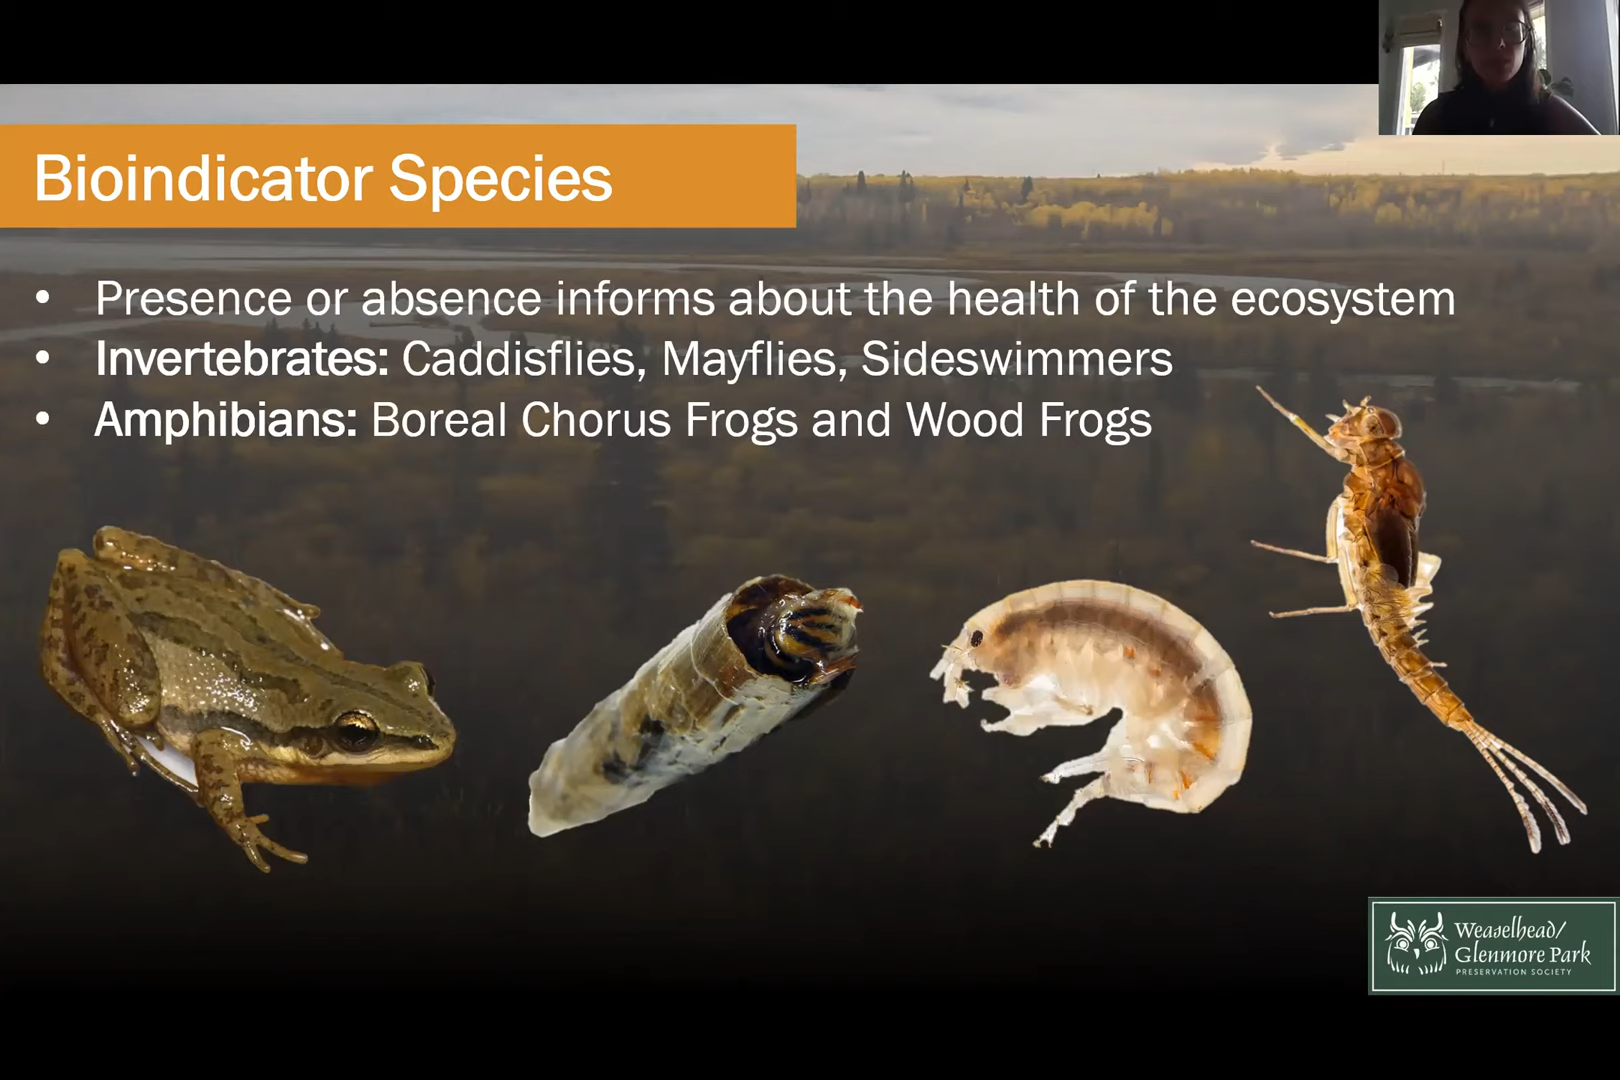 Bioindicator Species
• Presence or absence informs about the health of the ecosystem
• Invertebrates: Caddisflies, Mayflies, Sideswimmers
• Amphibians: Boreal Chorus Frogs and Wood Frogs
Weaselhead/
Glenmore Park
PRESERVATION SOCIETY